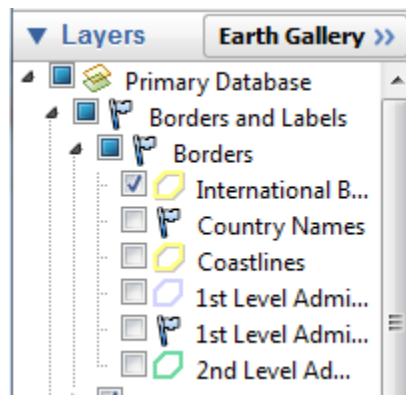 Layers Earth Gallery >>
Primary Database
Borders and Labels
Borders
International B...
Country Names
Coastlines
1st Level Admi...
1st Level Admi...
2nd Level Ad...